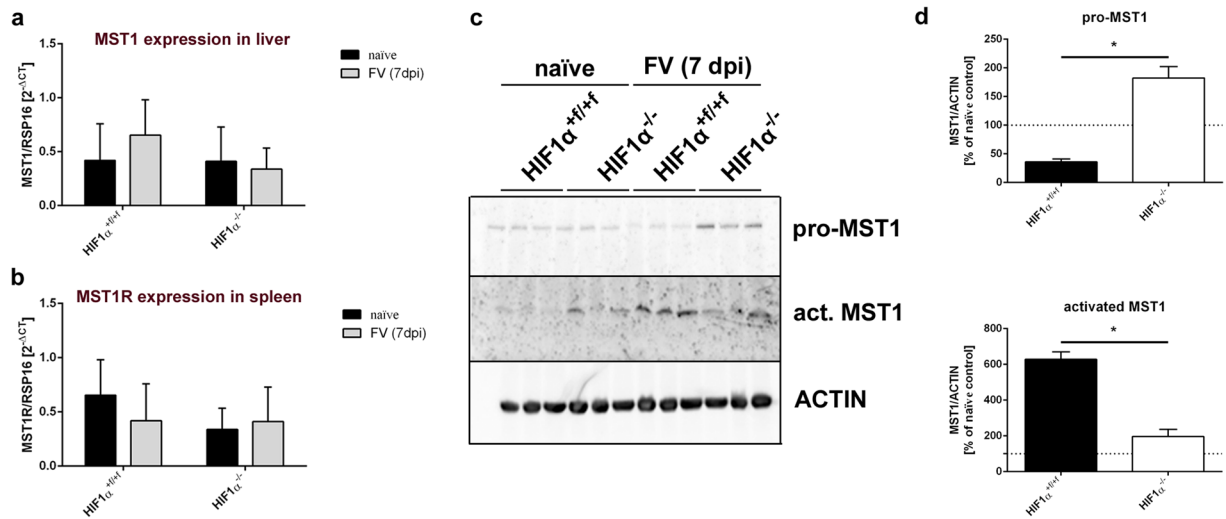 a
MST1 expression in liver
MST1/RSP16 [2^-ΔCT]
1.5
1.0
0.5
0.0
HIF1α^+f/+f
HIF1α^-/-
naïve
FV (7dpi)
b
MST1R expression in spleen
MST1R/RSP16 [2^-ΔCT]
1.5
1.0
0.5
0.0
HIF1α^+f/+f
HIF1α^-/-
naïve
FV (7dpi)
c
naïve
FV (7 dpi)
HIF1α^+f/+f
HIF1α^-/-
HIF1α^+f/+f
HIF1α^-/-
pro-MST1
act. MST1
ACTIN
d
pro-MST1
MST1/ACTIN
[% of naïve control]
250
200
150
100
50
0
*
HIF1α^+f/+f
HIF1α^-/-
activated MST1
MST1/ACTIN
[% of naïve control]
800
600
400
200
0
*
HIF1α^+f/+f
HIF1α^-/-